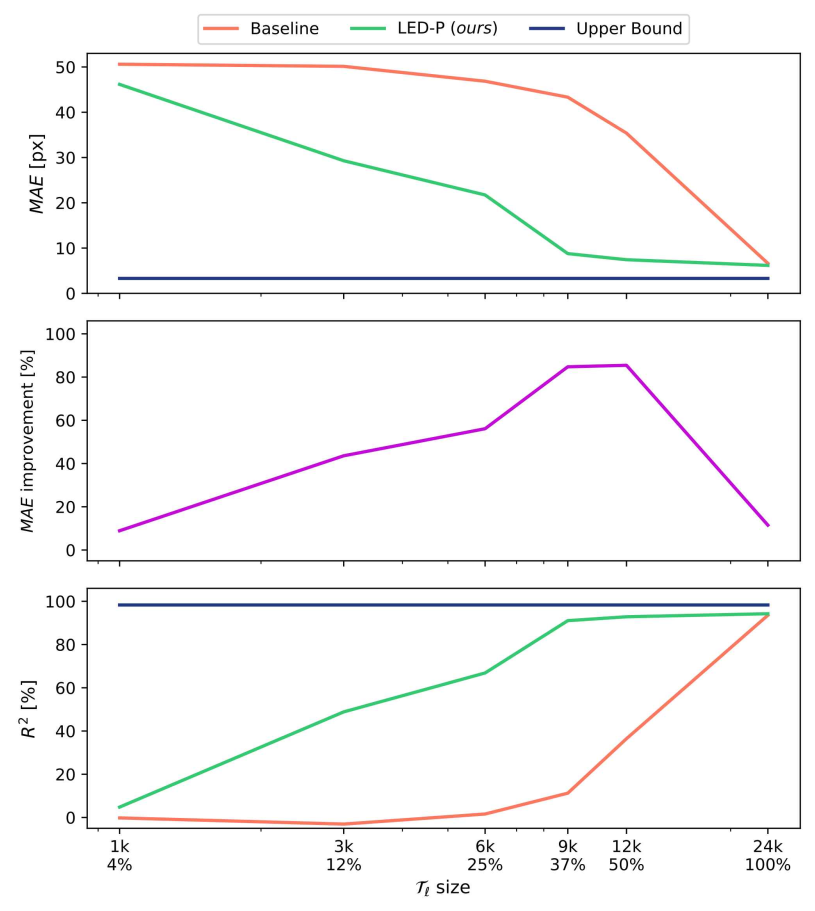 Baseline LED-P (ours) Upper Bound
50
40
30
20
10
0
MAE [px]
100
80
60
40
20
0
MAE improvement [%]
100
80
60
40
20
0
R² [%]
1k 3k 6k 9k 12k 24k
4% 12% 25% 37% 50% 100%
𝒯ℓ size